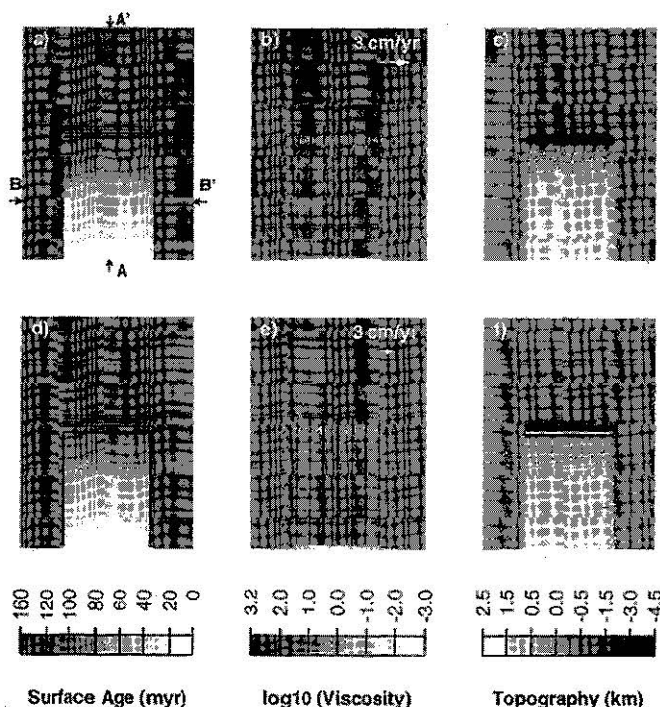 A'
a)
b)
3 cm/yr
c)
B
B'
A
d)
e)
3 cm/yr
f)
160
120
100
80
60
40
20
0
3.2
2.0
1.0
0.0
-1.0
-2.0
-3.0
2.5
1.5
0.5
0.0
-0.5
-1.5
-3.0
-4.5
Surface Age (myr)
log10 (Viscosity)
Topography (km)